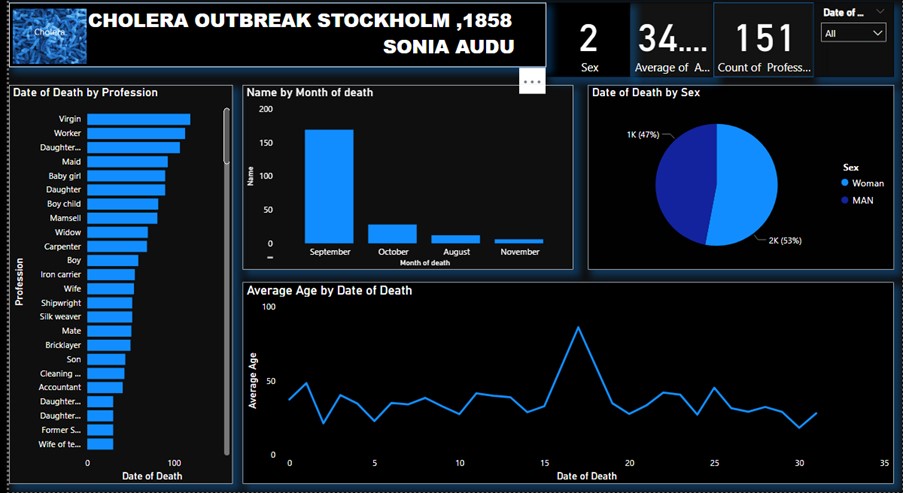 Cholera
CHOLERA OUTBREAK STOCKHOLM ,1858
SONIA AUDU
2
Sex
34....
Average of A...
151
Count of Profess...
Date of ...
All
Date of Death by Profession
Virgin
Worker
Daughter...
Maid
Baby girl
Daughter
Boy child
Mamsell
Widow
Carpenter
Boy
Iron carrier
Wife
Shipwright
Silk weaver
Mate
Bricklayer
Son
Cleaning ...
Accountant
Daughter...
Daughter...
Former S...
Wife of te...
Profession
0 100
Date of Death
Name by Month of death
200
150
100
50
0
Name
September October August November
Month of death
Date of Death by Sex
1K (47%)
2K (53%)
Sex
Woman
MAN
Average Age by Date of Death
100
50
0
Average Age
0 5 10 15 20 25 30 35
Date of Death